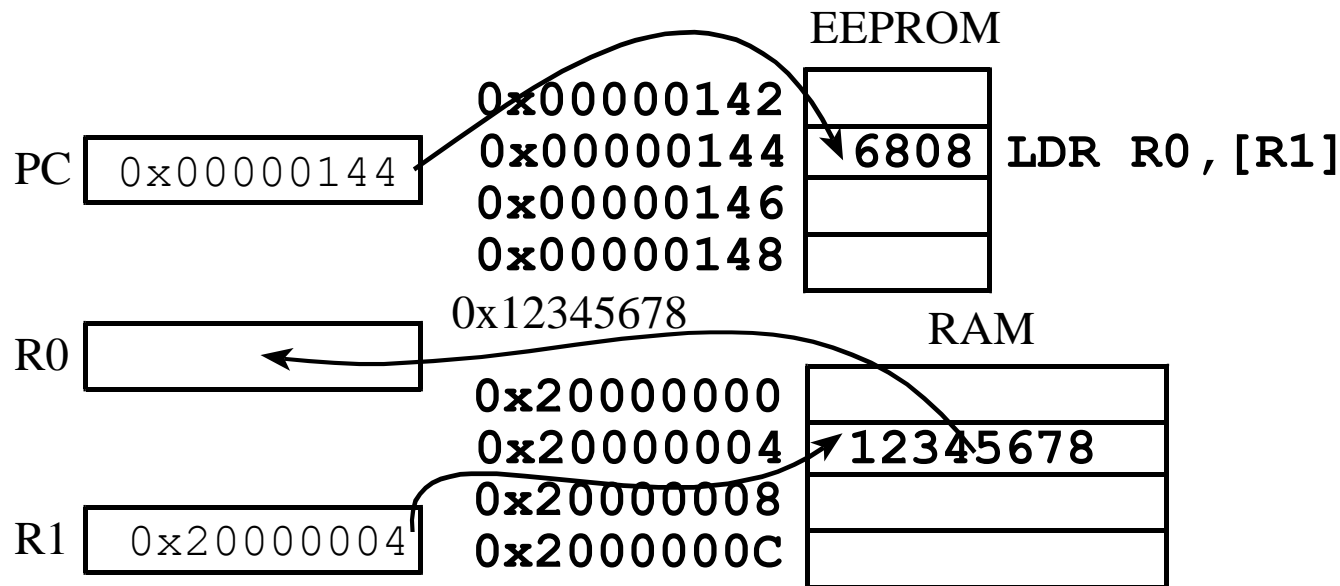 EEPROM
0x00000142
PC 0x00000144 0x00000144 6808 LDR R0,[R1]
0x00000146
0x00000148
0x12345678
RAM
R0
0x20000000
0x20000004 12345678
0x20000008
R1 0x20000004 0x2000000C